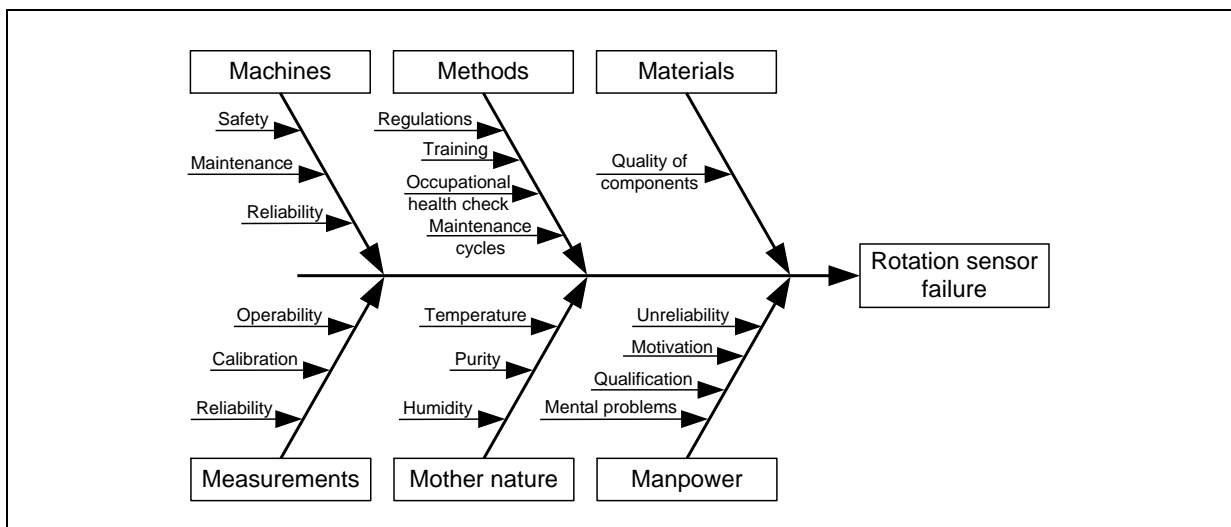 Machines
Methods
Materials
Safety
Maintenance
Reliability
Regulations
Training
Occupational
health check
Maintenance
cycles
Quality of
components
Rotation sensor
failure
Operability
Calibration
Reliability
Temperature
Purity
Humidity
Unreliability
Motivation
Qualification
Mental problems
Measurements
Mother nature
Manpower